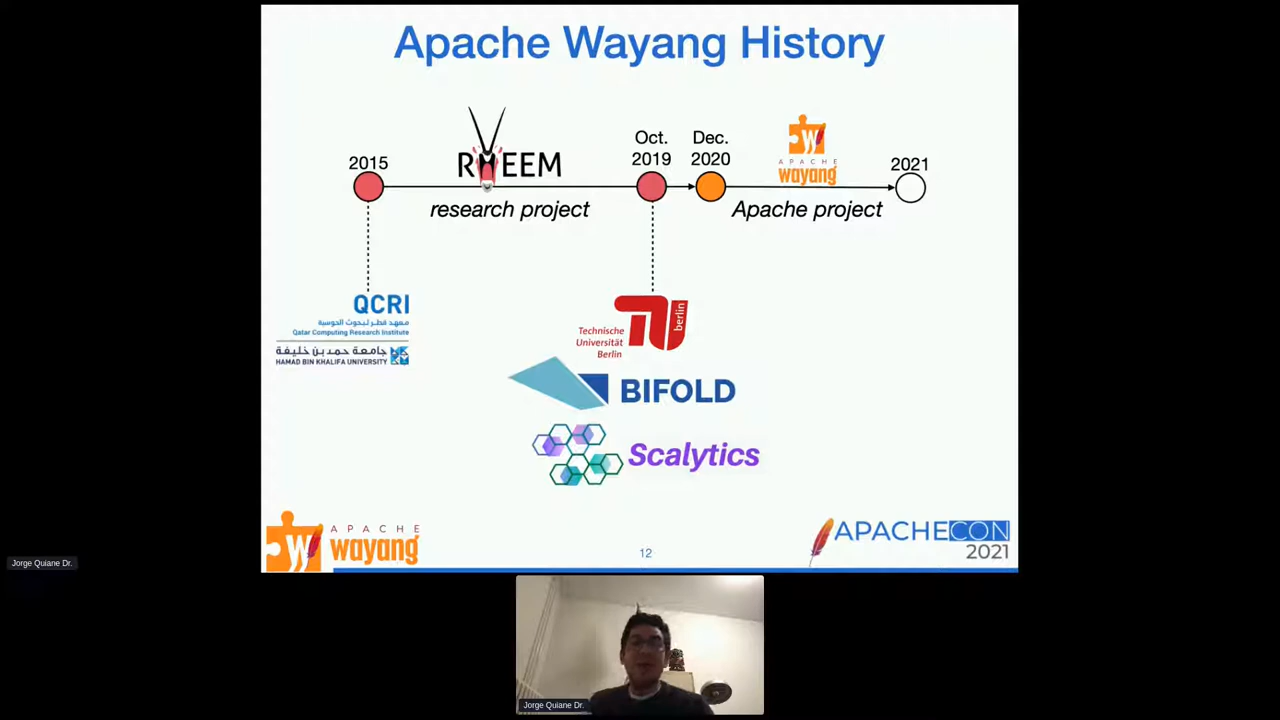 Apache Wayang History
2015
RHEEM
Oct.
2019
Dec.
2020
APACHE
wayang
2021
research project
Apache project
QCRI
معهد قطر لبحوث الحوسبة
Qatar Computing Research Institute
جامعة حمد بن خليفة
HAMAD BIN KHALIFA UNIVERSITY
berlin
Technische
Universität
Berlin
BIFOLD
Scalytics
APACHE
wayang
12
APACHECON
2021
Jorge Quiane Dr.
Jorge Quiane Dr.